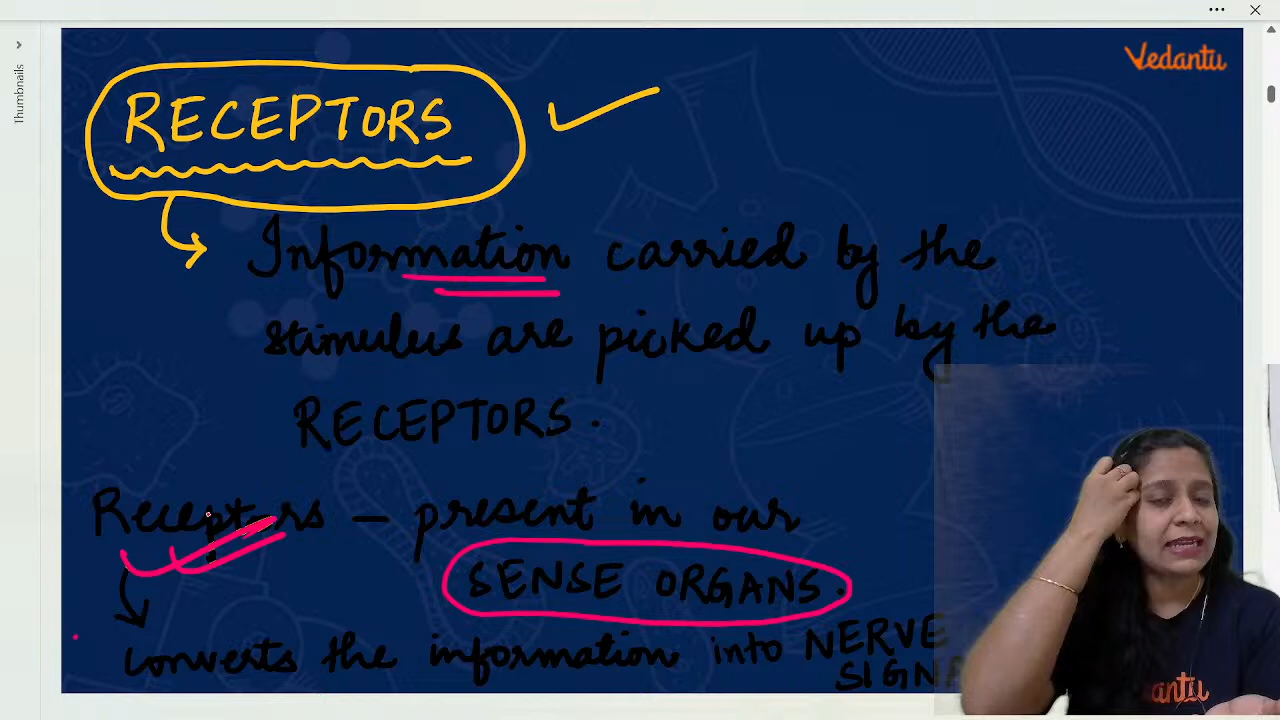 Thumbnails
Vedantu
RECEPTORS
Information carried by the
stimulus are picked up by the
RECEPTORS.
Receptors – present in our
SENSE ORGANS.
converts the information into NERVE